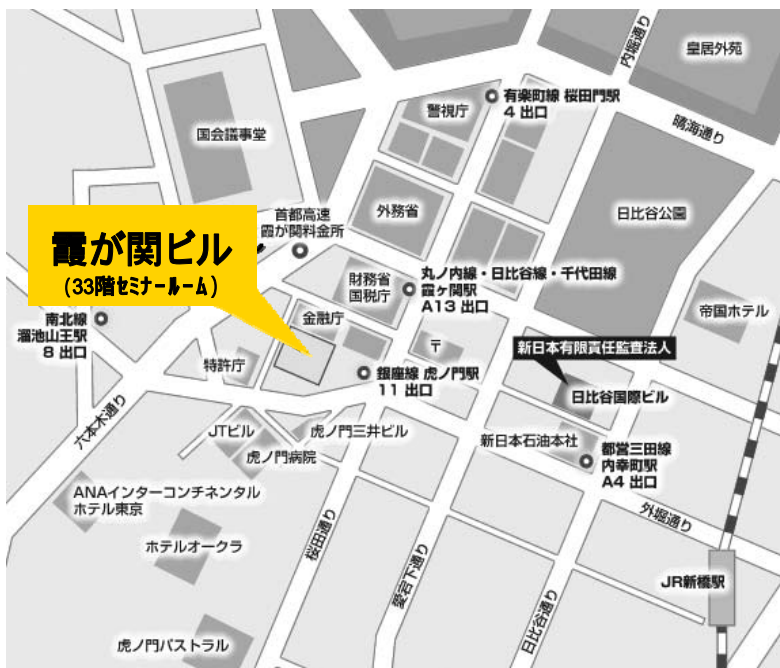 皇居外苑
内堀通り
有楽町線 桜田門駅
4 出口
警視庁
晴海通り
国会議事堂
外務省
日比谷公園
首都高速
霞が関料金所
霞が関ビル
(33階セミナールーム)
丸ノ内線・日比谷線・千代田線
霞ヶ関駅
A13 出口
財務省
国税庁
帝国ホテル
南北線
溜池山王駅
8 出口
金融庁
〒
新日本有限責任監査法人
特許庁
銀座線 虎ノ門駅
11 出口
日比谷国際ビル
六本木通り
JTビル
虎ノ門三井ビル
新日本石油本社
虎ノ門病院
都営三田線
内幸町駅
A4 出口
ANAインターコンチネンタル
ホテル東京
外堀通り
ホテルオークラ
桜田通り
愛宕下通り
日比谷通り
JR新橋駅
虎ノ門パストラル